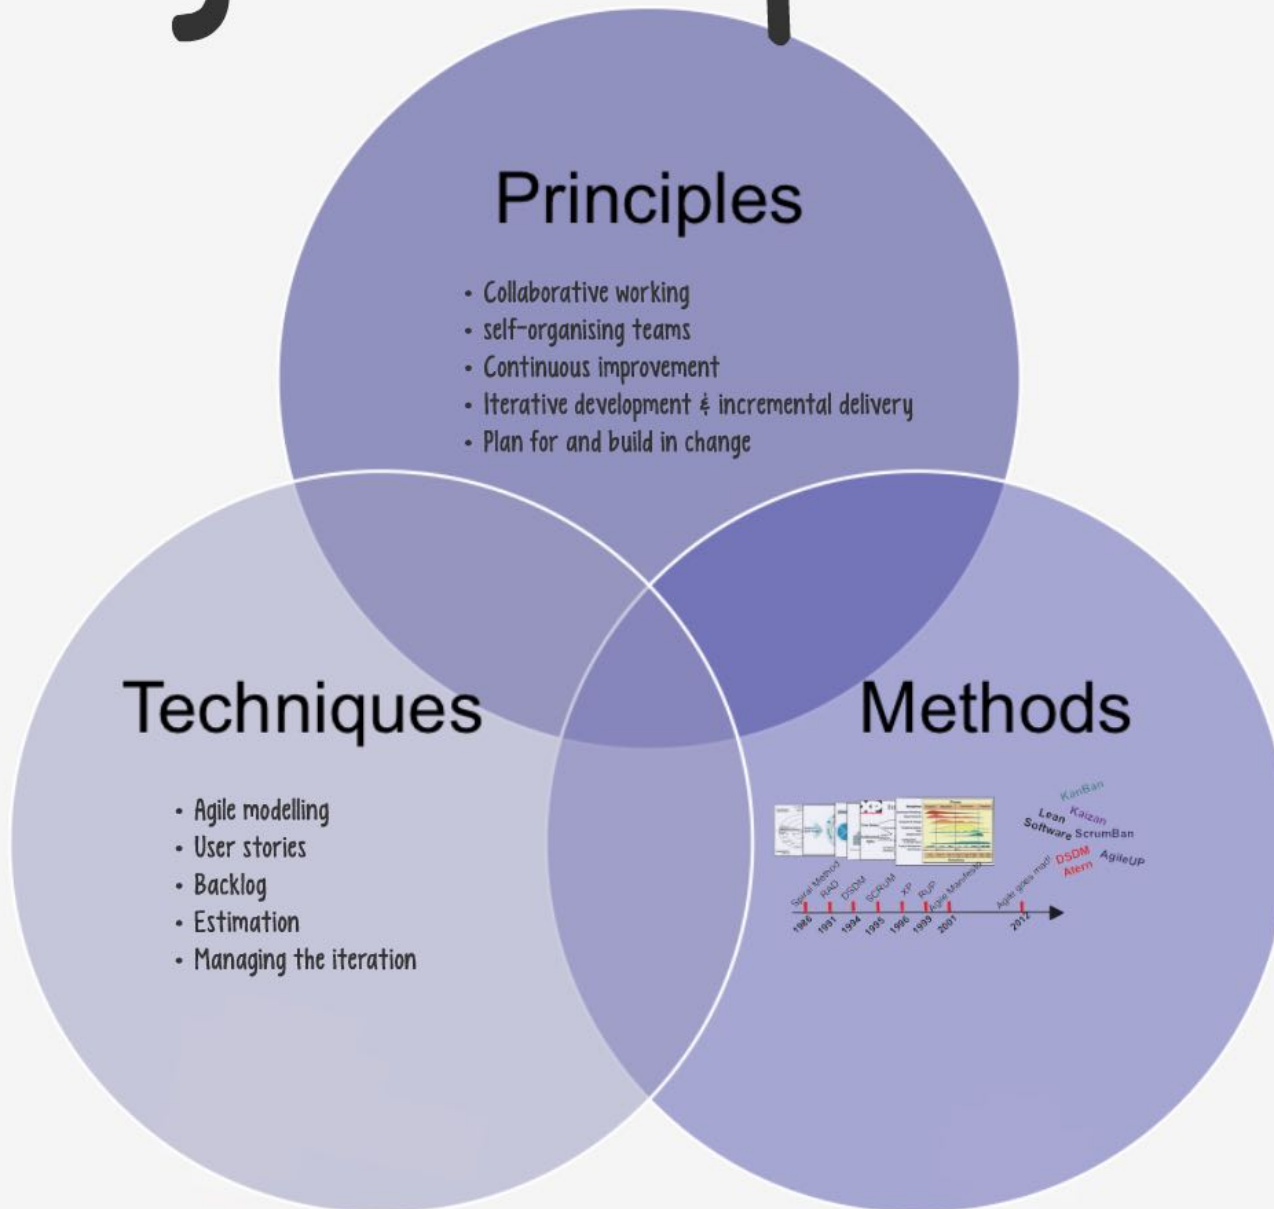 Principles
• Collaborative working
• self-organising teams
• Continuous improvement
• Iterative development & incremental delivery
• Plan for and build in change
Techniques
• Agile modelling
• User stories
• Backlog
• Estimation
• Managing the iteration
Methods
KanBan
Kaizan
Lean
Software
ScrumBan
DSDM
Atern
AgileUP
XP
Spiral Method
RAD
DSDM
SCRuM
XP
RUP
Agile Manifesto
Agile goes mad!
1986
1991
1994
1995
1996
1999
2001
2012